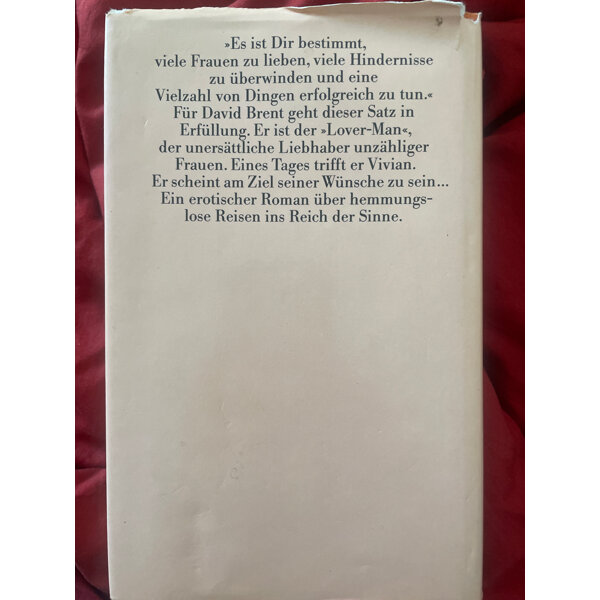 »Es ist Dir bestimmt,
viele Frauen zu lieben, viele Hindernisse
zu überwinden und eine
Vielzahl von Dingen erfolgreich zu tun.«
Für David Brent geht dieser Satz in
Erfüllung. Er ist der »Lover-Man«,
der unersättliche Liebhaber unzähliger
Frauen. Eines Tages trifft er Vivian.
Er scheint am Ziel seiner Wünsche zu sein...
Ein erotischer Roman über hemmungs-
lose Reisen ins Reich der Sinne.